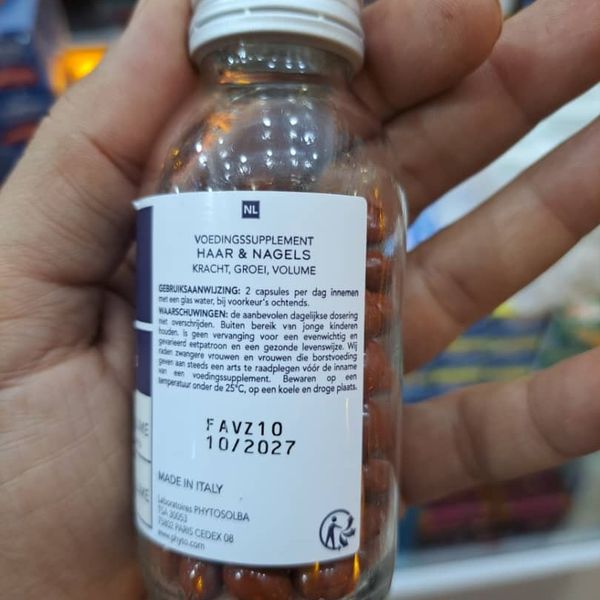 NL
VOEDINGSSUPPLEMENT
HAAR & NAGELS
KRACHT, GROEI, VOLUME
GEBRUIKSAANWIJZING: 2 capsules per dag innemen
met een glas water, bij voorkeur's ochtends.
WAARSCHUWINGEN: de aanbevolen dagelijkse dosering
niet overschrijden. Buiten bereik van jonge kinderen
houden. is geen vervanging voor een evenwichtig en
gevarieerd eetpatroon en een gezonde levenswijze. Wij
raden zwangere vrouwen en vrouwen die borstvoeding
geven aan steeds een arts te raadplegen vóór de inname
van een voedingssupplement. Bewaren op een
temperatuur onder de 25°C, op een koele en droge plaats.
FAVZ10
10/2027
MADE IN ITALY
Laboratoires PHYTOSOLBA
TSA 30053
75802 PARIS CEDEX 08
www.phyto.com